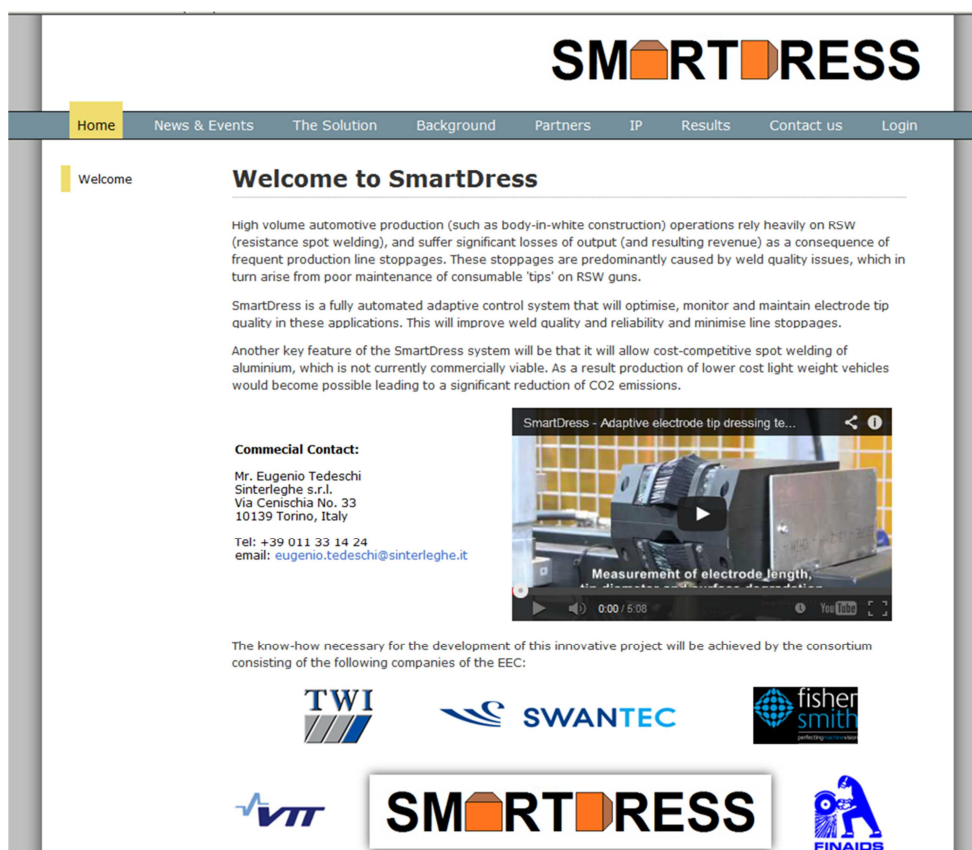 SMARTDRESS
Home News & Events The Solution Background Partners IP Results Contact us Login
Welcome
Welcome to SmartDress
High volume automotive production (such as body-in-white construction) operations rely heavily on RSW
(resistance spot welding), and suffer significant losses of output (and resulting revenue) as a consequence of
frequent production line stoppages. These stoppages are predominantly caused by weld quality issues, which in
turn arise from poor maintenance of consumable 'tips' on RSW guns.
SmartDress is a fully automated adaptive control system that will optimise, monitor and maintain electrode tip
quality in these applications. This will improve weld quality and reliability and minimise line stoppages.
Another key feature of the SmartDress system will be that it will allow cost-competitive spot welding of
aluminium, which is not currently commercially viable. As a result production of lower cost light weight vehicles
would become possible leading to a significant reduction of CO2 emissions.
Commecial Contact:
Mr. Eugenio Tedeschi
Sinterleghe s.r.l.
Via Cenischia No. 33
10139 Torino, Italy
Tel: +39 011 33 14 24
email: eugenio.tedeschi@sinterleghe.it
SmartDress - Adaptive electrode tip dressing te...
Measurement of electrode length,
tip diameter and surface degradation
0:00 / 5:08 YouTube
The know-how necessary for the development of this innovative project will be achieved by the consortium
consisting of the following companies of the EEC:
TWI
SWANTEC
fisher
smith
perfecting machine vision
VTT
SMARTDRESS
FINAIDS